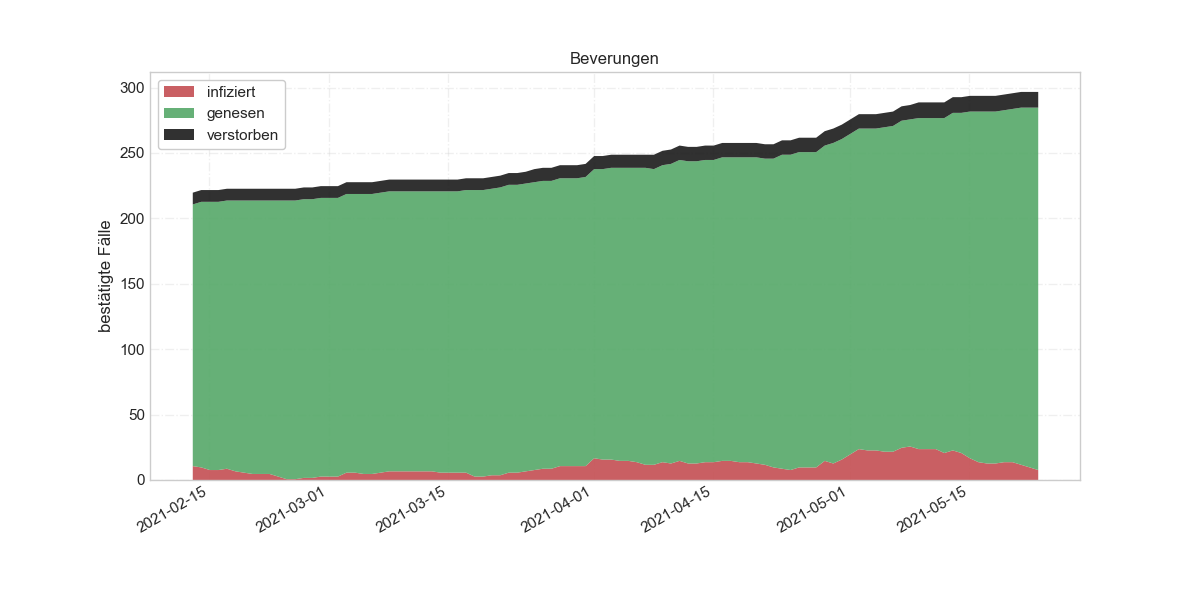 Beverungen
infiziert
genesen
verstorben
bestätigte Fälle
300
250
200
150
100
50
0
2021-02-15
2021-03-01
2021-03-15
2021-04-01
2021-04-15
2021-05-01
2021-05-15